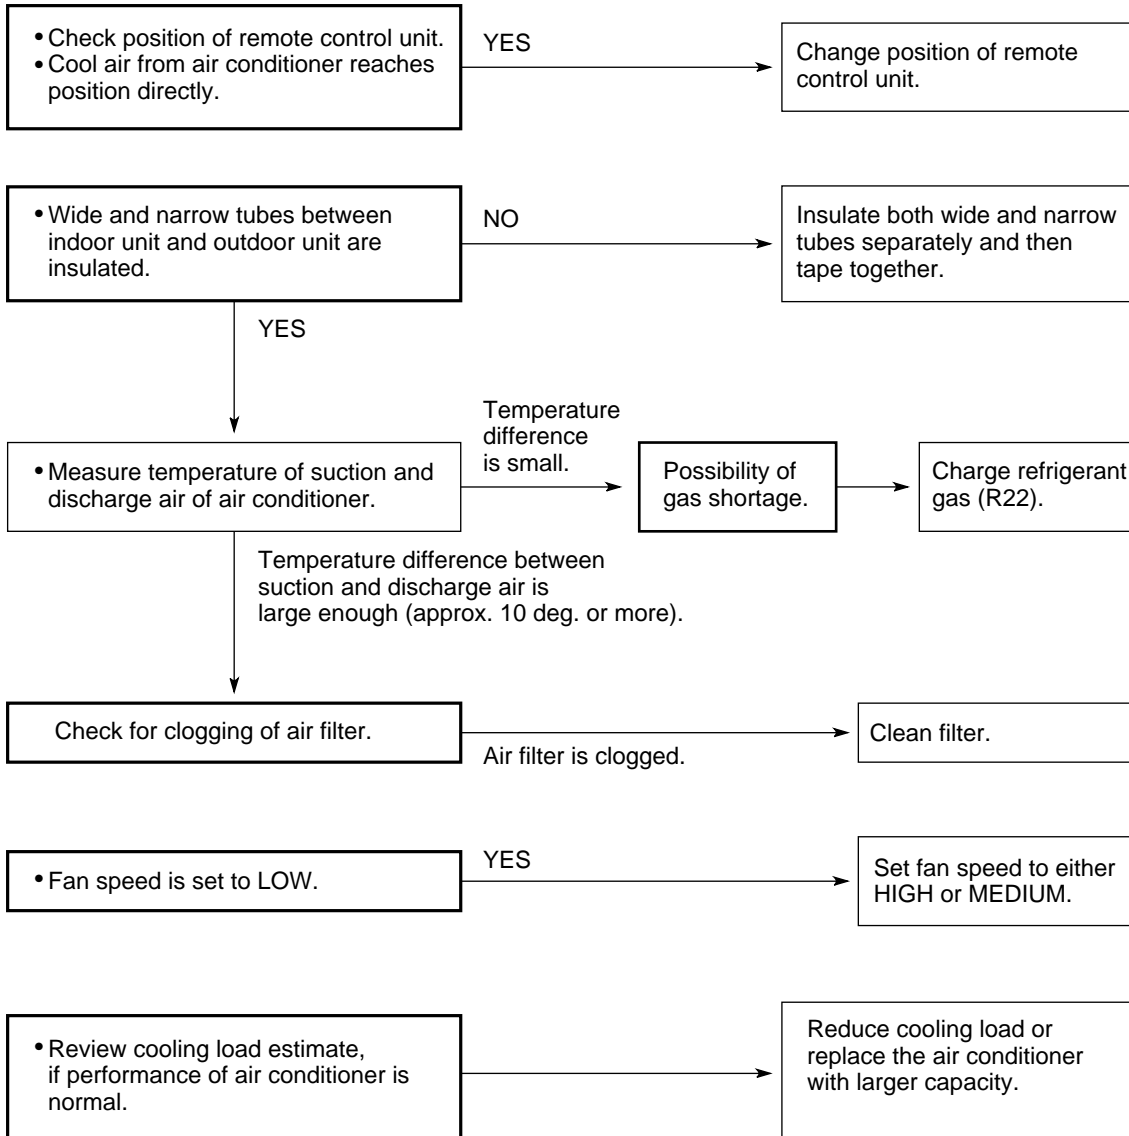 • Check position of remote control unit.
• Cool air from air conditioner reaches
position directly.
YES
Change position of remote
control unit.
• Wide and narrow tubes between
indoor unit and outdoor unit are
insulated.
NO
Insulate both wide and narrow
tubes separately and then
tape together.
YES
• Measure temperature of suction and
discharge air of air conditioner.
Temperature
difference
is small.
Possibility of
gas shortage.
Charge refrigerant
gas (R22).
Temperature difference between
suction and discharge air is
large enough (approx. 10 deg. or more).
Check for clogging of air filter.
Air filter is clogged.
Clean filter.
• Fan speed is set to LOW.
YES
Set fan speed to either
HIGH or MEDIUM.
• Review cooling load estimate,
if performance of air conditioner is
normal.
Reduce cooling load or
replace the air conditioner
with larger capacity.